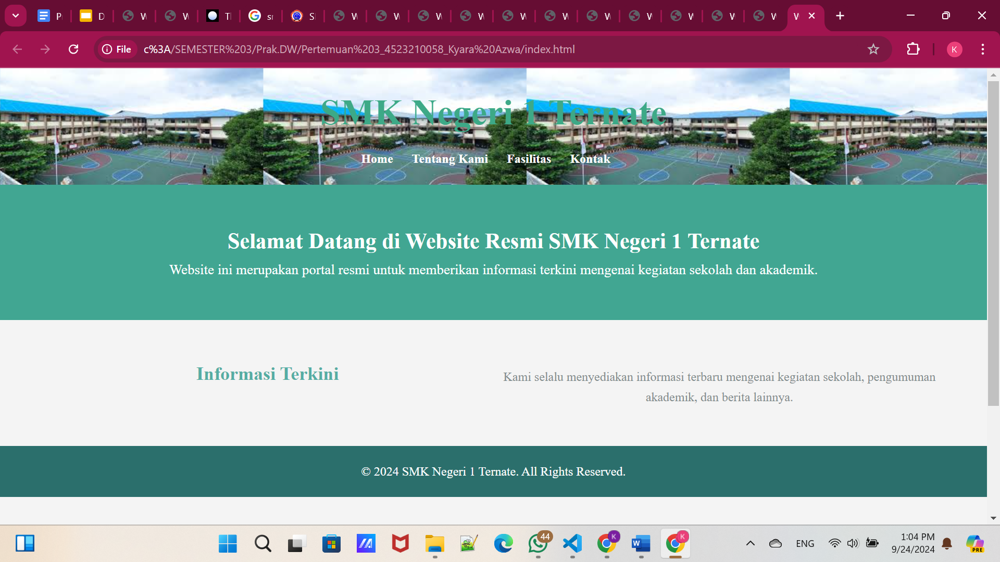 File c%3A/SEMESTER%203/Prak.DW/Pertemuan%203_4523210058_Kyara%20Azwa/index.html
K
SMK Negeri 1 Ternate
Home Tentang Kami Fasilitas Kontak
Selamat Datang di Website Resmi SMK Negeri 1 Ternate
Website ini merupakan portal resmi untuk memberikan informasi terkini mengenai kegiatan sekolah dan akademik.
Informasi Terkini
Kami selalu menyediakan informasi terbaru mengenai kegiatan sekolah, pengumuman
akademik, dan berita lainnya.
© 2024 SMK Negeri 1 Ternate. All Rights Reserved.
44
K
W
K
ENG
1:04 PM
9/24/2024
PRE